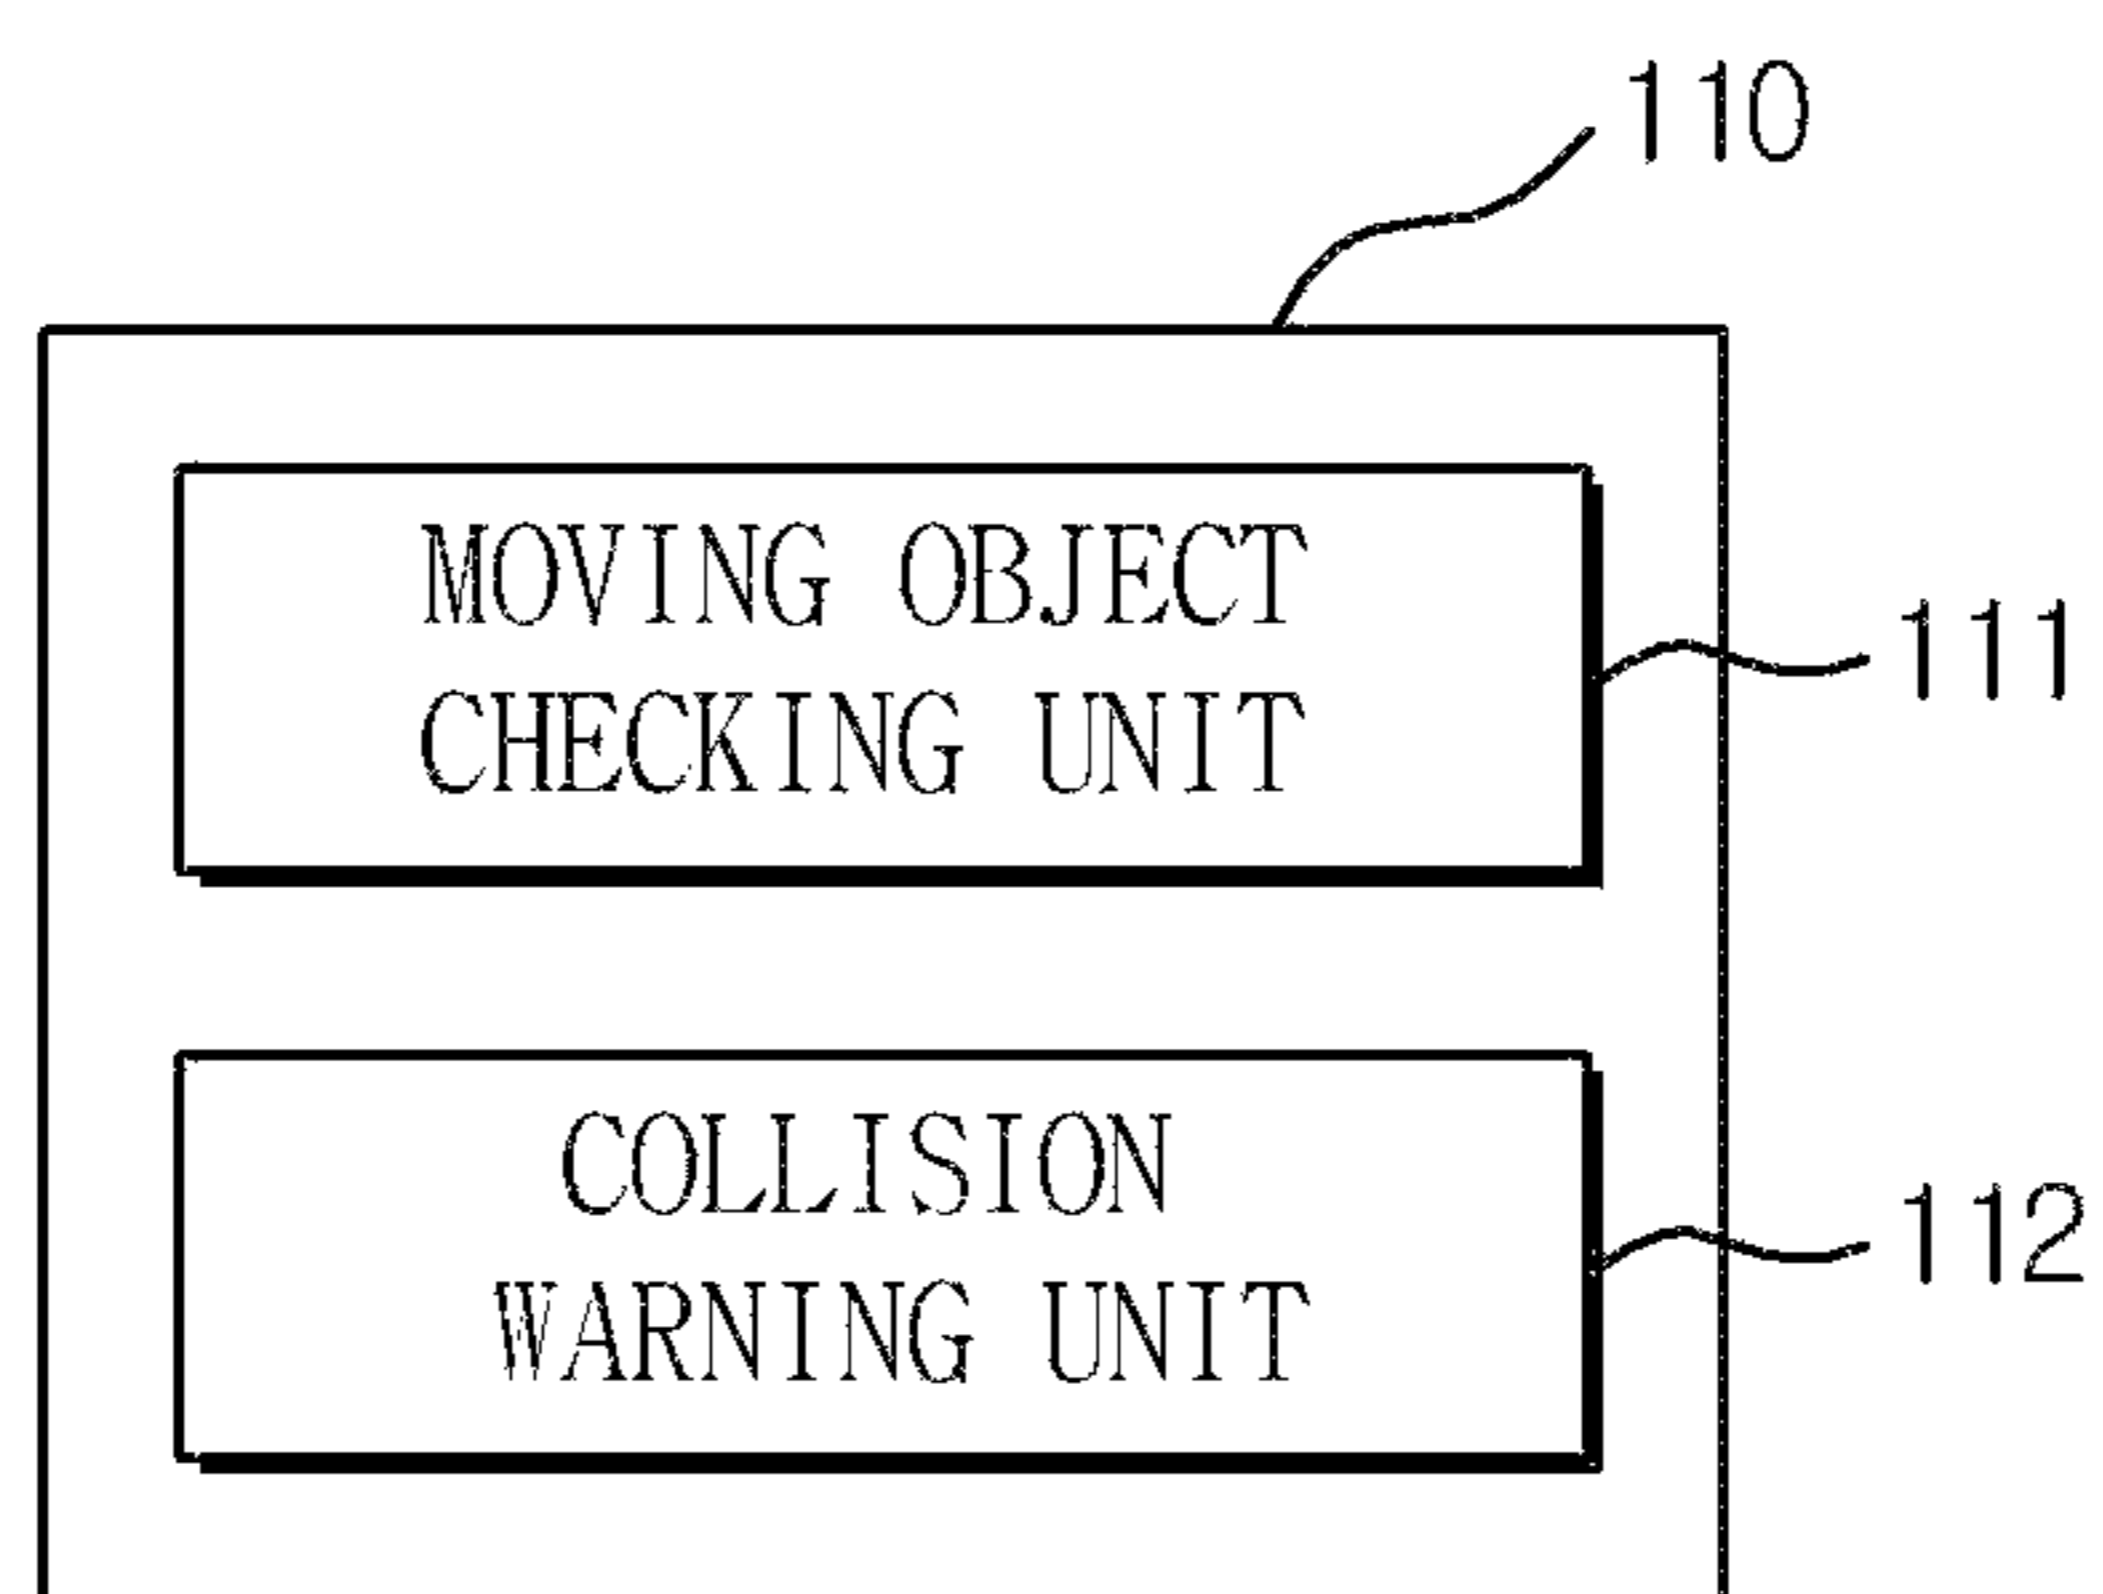 110
MOVING OBJECT
CHECKING UNIT
111
COLLISION
WARNING UNIT
112